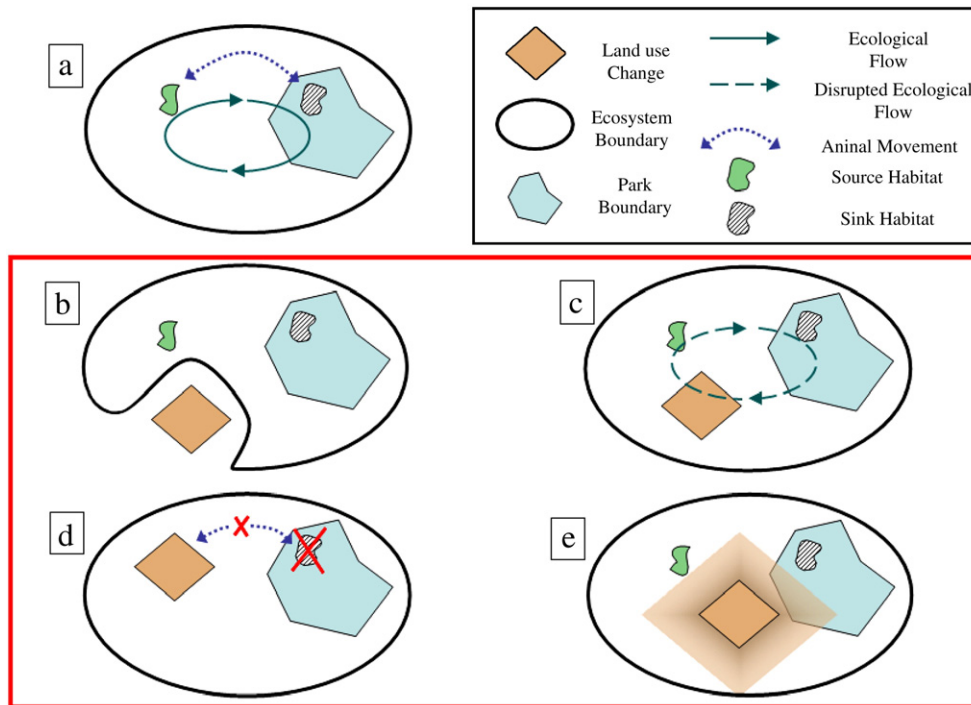 a
Land use
Change
Ecological
Flow
Disrupted Ecological
Flow
Ecosystem
Boundary
Aninal Movement
Source Habitat
Park
Boundary
Sink Habitat
b
c
d
e